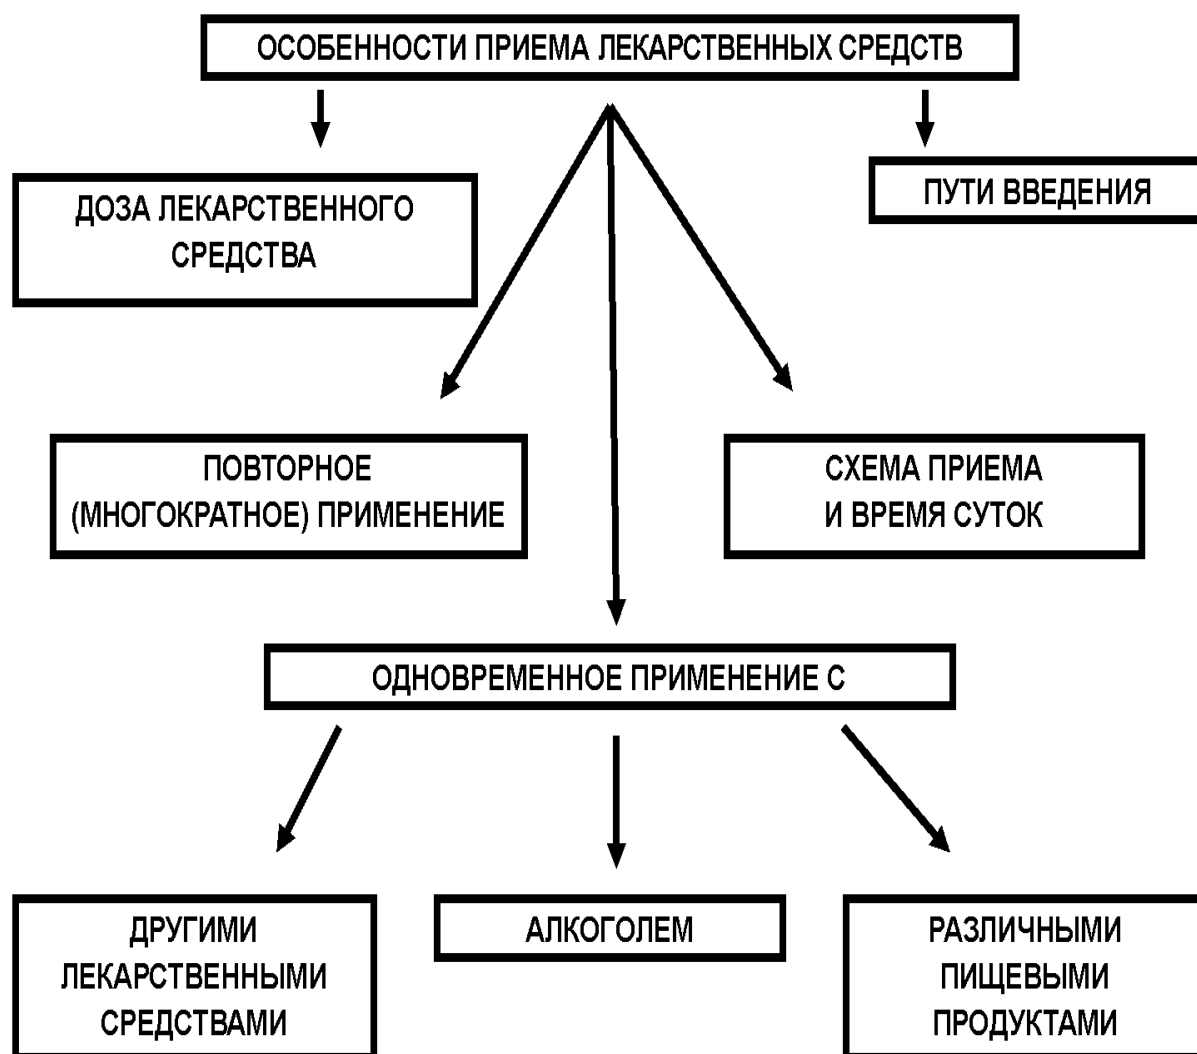 ОСОБЕННОСТИ ПРИЕМА ЛЕКАРСТВЕННЫХ СРЕДСТВ
ДОЗА ЛЕКАРСТВЕННОГО
СРЕДСТВА
ПУТИ ВВЕДЕНИЯ
ПОВТОРНОЕ
(МНОГОКРАТНОЕ) ПРИМЕНЕНИЕ
СХЕМА ПРИЕМА
И ВРЕМЯ СУТОК
ОДНОВРЕМЕННОЕ ПРИМЕНЕНИЕ С
ДРУГИМИ
ЛЕКАРСТВЕННЫМИ
СРЕДСТВАМИ
АЛКОГОЛЕМ
РАЗЛИЧНЫМИ
ПИЩЕВЫМИ
ПРОДУКТАМИ